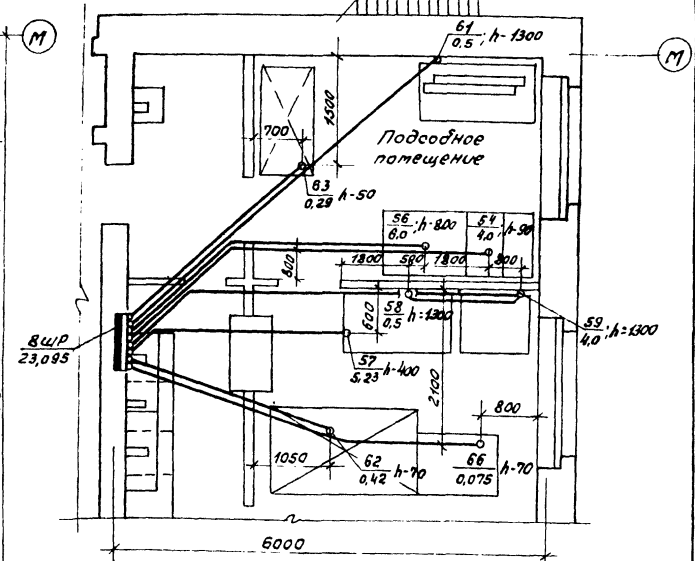 М
61
0,5 ; h-1300
М
1500
700
Подсобное
помещение
63
0,29 h-50
56
6,0 ; h-800
54
4,0 ; h-90
800
1800
580
1800
800
600
58
0,5 h=1300
59
4,0 ; h=1300
8ШР
23,095
57
5,23 h-400
2100
800
1050
62
0,42 h-70
66
0,075 h-70
6000